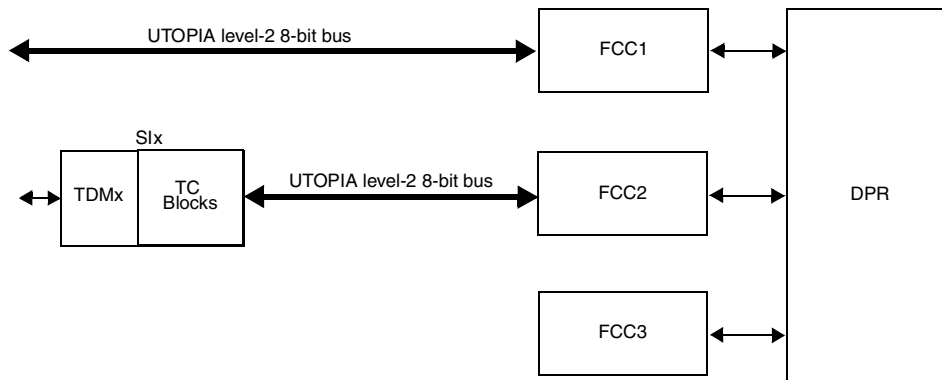 UTOPIA level-2 8-bit bus
FCC1
SIx
TDMx
TC
Blocks
UTOPIA level-2 8-bit bus
FCC2
DPR
FCC3